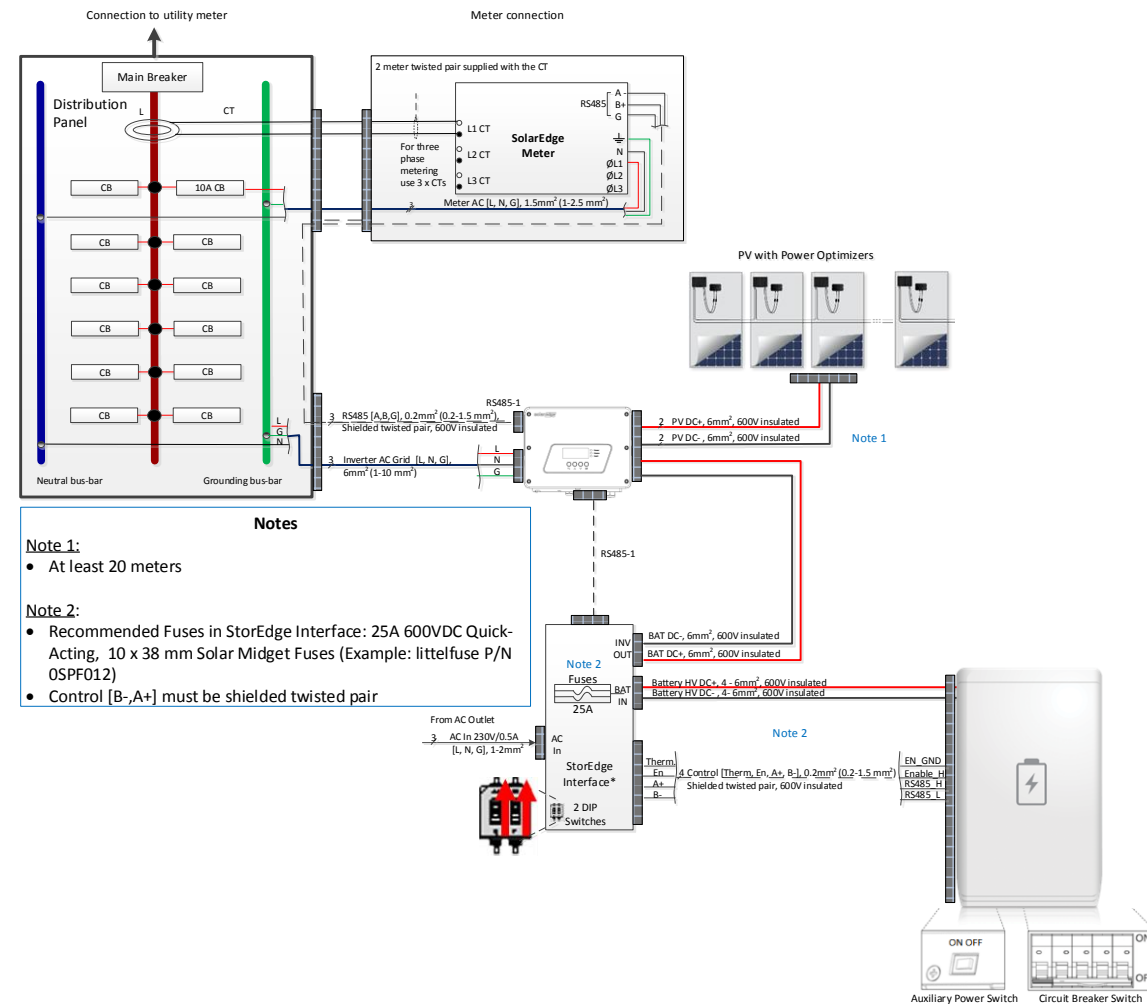 Connection to utility meter
Meter connection
Main Breaker
Distribution
Panel
L
CT
CB
10A CB
CB
CB
CB
CB
CB
CB
CB
CB
CB
CB
L
G
N
Neutral bus-bar
Grounding bus-bar
2 meter twisted pair supplied with the CT
For three
phase
metering
use 3 x CTs
L1 CT
L2 CT
L3 CT
SolarEdge
Meter
RS485
A -
B+
G
N
ØL1
ØL2
ØL3
3
Meter AC [L, N, G], 1.5mm² (1-2.5 mm²)
PV with Power Optimizers
RS485-1
3 RS485 [A,B,G], 0.2mm² (0.2-1.5 mm²),
Shielded twisted pair, 600V insulated
3 Inverter AC Grid [L, N, G],
6mm² (1-10 mm²)
L
N
G
solaredge
2 PV DC+, 6mm², 600V insulated
2 PV DC- , 6mm², 600V insulated
Note 1
Notes
Note 1:
• At least 20 meters
Note 2:
• Recommended Fuses in StorEdge Interface: 25A 600VDC Quick-
Acting, 10 x 38 mm Solar Midget Fuses (Example: littelfuse P/N
0SPF012)
• Control [B-,A+] must be shielded twisted pair
RS485-1
INV
OUT
BAT DC-, 6mm², 600V insulated
BAT DC+, 6mm², 600V insulated
Note 2
Fuses
25A
BAT
IN
Battery HV DC+, 4 - 6mm², 600V insulated
Battery HV DC- , 4- 6mm², 600V insulated
From AC Outlet
3 AC In 230V/0.5A
[L, N, G], 1-2mm²
AC
In
StorEdge
Interface*
2 DIP
Switches
Note 2
Therm.
En
A+
B-
4 Control [Therm, En, A+, B-], 0.2mm² (0.2-1.5 mm²)
Shielded twisted pair, 600V insulated
EN_GND
Enable_H
RS485_H
RS485_L
ON OFF
ON
OF
Auxiliary Power Switch
Circuit Breaker Switch